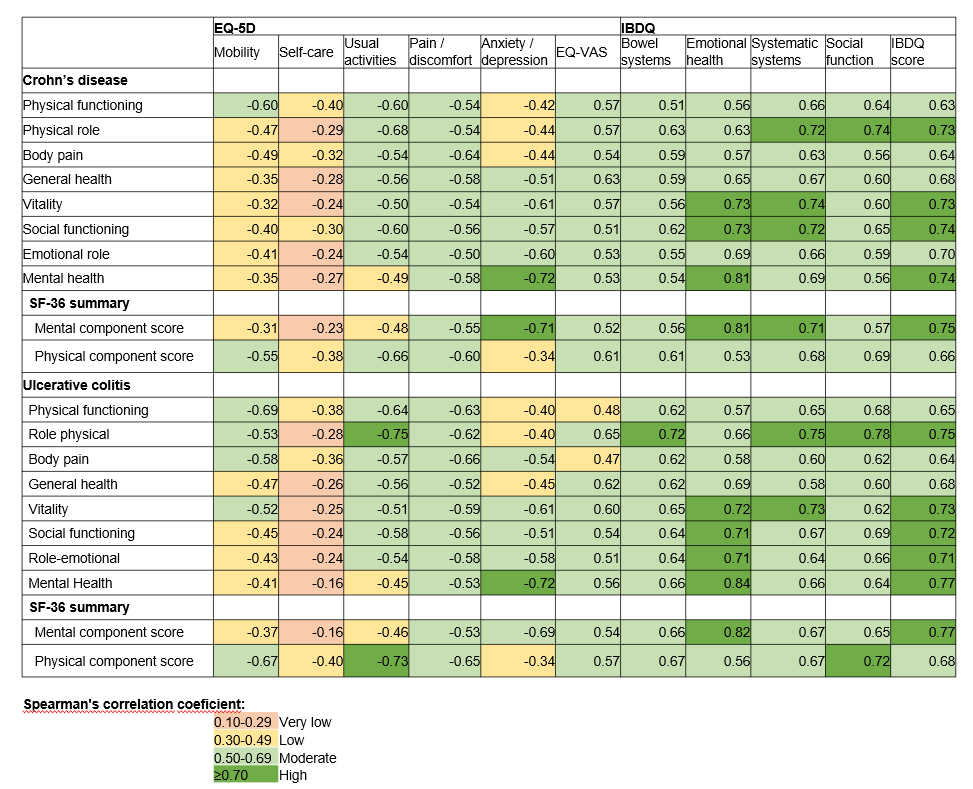 EQ-5D IBDQ
Mobility Self-care Usual activities Pain / discomfort Anxiety / depression EQ-VAS Bowel systems Emotional health Systematic systems Social function IBDQ score
Crohn's disease
Physical functioning -0.60 -0.40 -0.60 -0.54 -0.42 0.57 0.51 0.56 0.66 0.64 0.63
Physical role -0.47 -0.29 -0.68 -0.54 -0.44 0.57 0.63 0.63 0.72 0.74 0.73
Body pain -0.49 -0.32 -0.54 -0.64 -0.44 0.54 0.59 0.57 0.63 0.56 0.64
General health -0.35 -0.28 -0.56 -0.58 -0.51 0.63 0.59 0.65 0.67 0.60 0.68
Vitality -0.32 -0.24 -0.50 -0.54 -0.61 0.57 0.56 0.73 0.74 0.60 0.73
Social functioning -0.40 -0.30 -0.60 -0.56 -0.57 0.51 0.62 0.73 0.72 0.65 0.74
Emotional role -0.41 -0.24 -0.54 -0.50 -0.60 0.53 0.55 0.69 0.66 0.59 0.70
Mental health -0.35 -0.27 -0.49 -0.58 -0.72 0.53 0.54 0.81 0.69 0.56 0.74
SF-36 summary
Mental component score -0.31 -0.23 -0.48 -0.55 -0.71 0.52 0.56 0.81 0.71 0.57 0.75
Physical component score -0.55 -0.38 -0.66 -0.60 -0.34 0.61 0.61 0.53 0.68 0.69 0.66
Ulcerative colitis
Physical functioning -0.69 -0.38 -0.64 -0.63 -0.40 0.48 0.62 0.57 0.65 0.68 0.65
Role physical -0.53 -0.28 -0.75 -0.62 -0.40 0.65 0.72 0.66 0.75 0.78 0.75
Body pain -0.58 -0.36 -0.57 -0.66 -0.54 0.47 0.62 0.58 0.60 0.62 0.64
General health -0.47 -0.26 -0.56 -0.52 -0.45 0.62 0.62 0.69 0.58 0.60 0.68
Vitality -0.52 -0.25 -0.51 -0.59 -0.61 0.60 0.65 0.72 0.73 0.62 0.73
Social functioning -0.45 -0.24 -0.58 -0.56 -0.51 0.54 0.64 0.71 0.67 0.69 0.72
Role-emotional -0.43 -0.24 -0.54 -0.58 -0.58 0.51 0.64 0.71 0.64 0.66 0.71
Mental Health -0.41 -0.16 -0.45 -0.53 -0.72 0.56 0.66 0.84 0.66 0.64 0.77
SF-36 summary
Mental component score -0.37 -0.16 -0.46 -0.53 -0.69 0.54 0.66 0.82 0.67 0.65 0.77
Physical component score -0.67 -0.40 -0.73 -0.65 -0.34 0.57 0.67 0.56 0.67 0.72 0.68
Spearman's correlation coeficient:
0.10-0.29 Very low
0.30-0.49 Low
0.50-0.69 Moderate
≥0.70 High